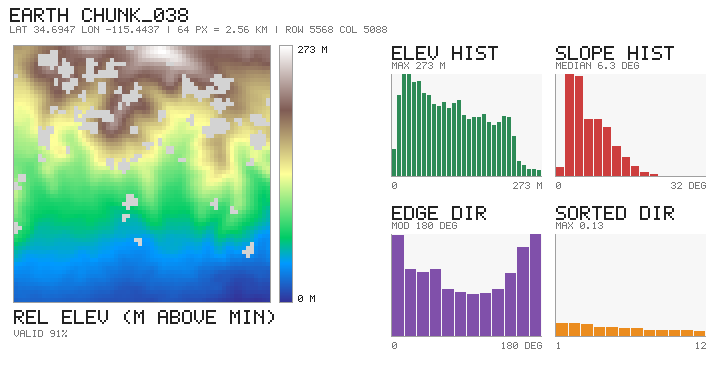 EARTH CHUNK_038
LAT 34.6947 LON -115.4437 | 64 PX = 2.56 KM | ROW 5568 COL 5088
273 M
0 M
REL ELEV (M ABOVE MIN)
VALID 91%
ELEV HIST
MAX 273 M
0 273 M
SLOPE HIST
MEDIAN 6.3 DEG
0 32 DEG
EDGE DIR
MOD 180 DEG
0 180 DEG
SORTED DIR
MAX 0.13
1 12